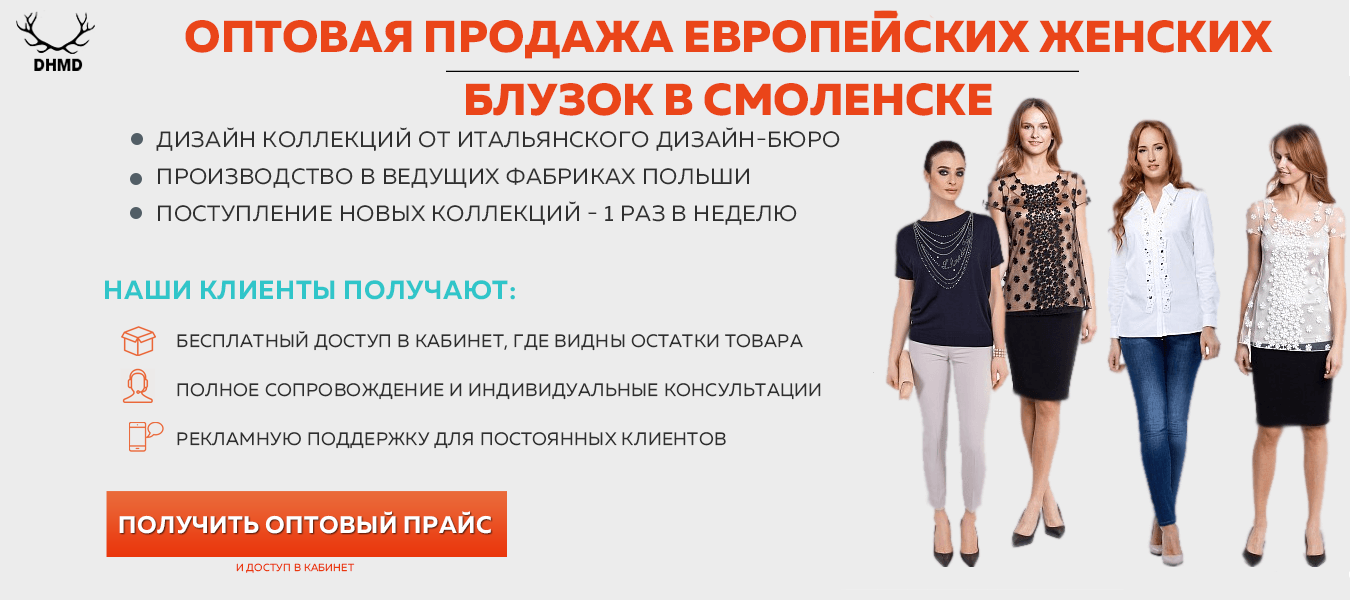 DHMD
ОПТОВАЯ ПРОДАЖА ЕВРОПЕЙСКИХ ЖЕНСКИХ
БЛУЗОК В СМОЛЕНСКЕ
ДИЗАЙН КОЛЛЕКЦИЙ ОТ ИТАЛЬЯНСКОГО ДИЗАЙН-БЮРО
ПРОИЗВОДСТВО В ВЕДУЩИХ ФАБРИКАХ ПОЛЬШИ
ПОСТУПЛЕНИЕ НОВЫХ КОЛЛЕКЦИЙ - 1 РАЗ В НЕДЕЛЮ
НАШИ КЛИЕНТЫ ПОЛУЧАЮТ:
БЕСПЛАТНЫЙ ДОСТУП В КАБИНЕТ, ГДЕ ВИДНЫ ОСТАТКИ ТОВАРА
ПОЛНОЕ СОПРОВОЖДЕНИЕ И ИНДИВИДУАЛЬНЫЕ КОНСУЛЬТАЦИИ
РЕКЛАМНУЮ ПОДДЕРЖКУ ДЛЯ ПОСТОЯННЫХ КЛИЕНТОВ
ПОЛУЧИТЬ ОПТОВЫЙ ПРАЙС
И ДОСТУП В КАБИНЕТ